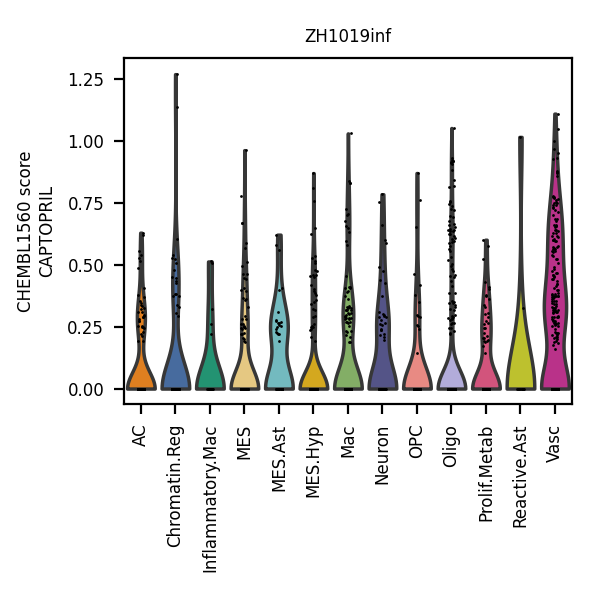 ZH1019inf
CHEMBL1560 score
CAPTOPRIL
1.25
1.00
0.75
0.50
0.25
0.00
AC
Chromatin.Reg
Inflammatory.Mac
MES
MES.Ast
MES.Hyp
Mac
Neuron
OPC
Oligo
Prolif.Metab
Reactive.Ast
Vasc